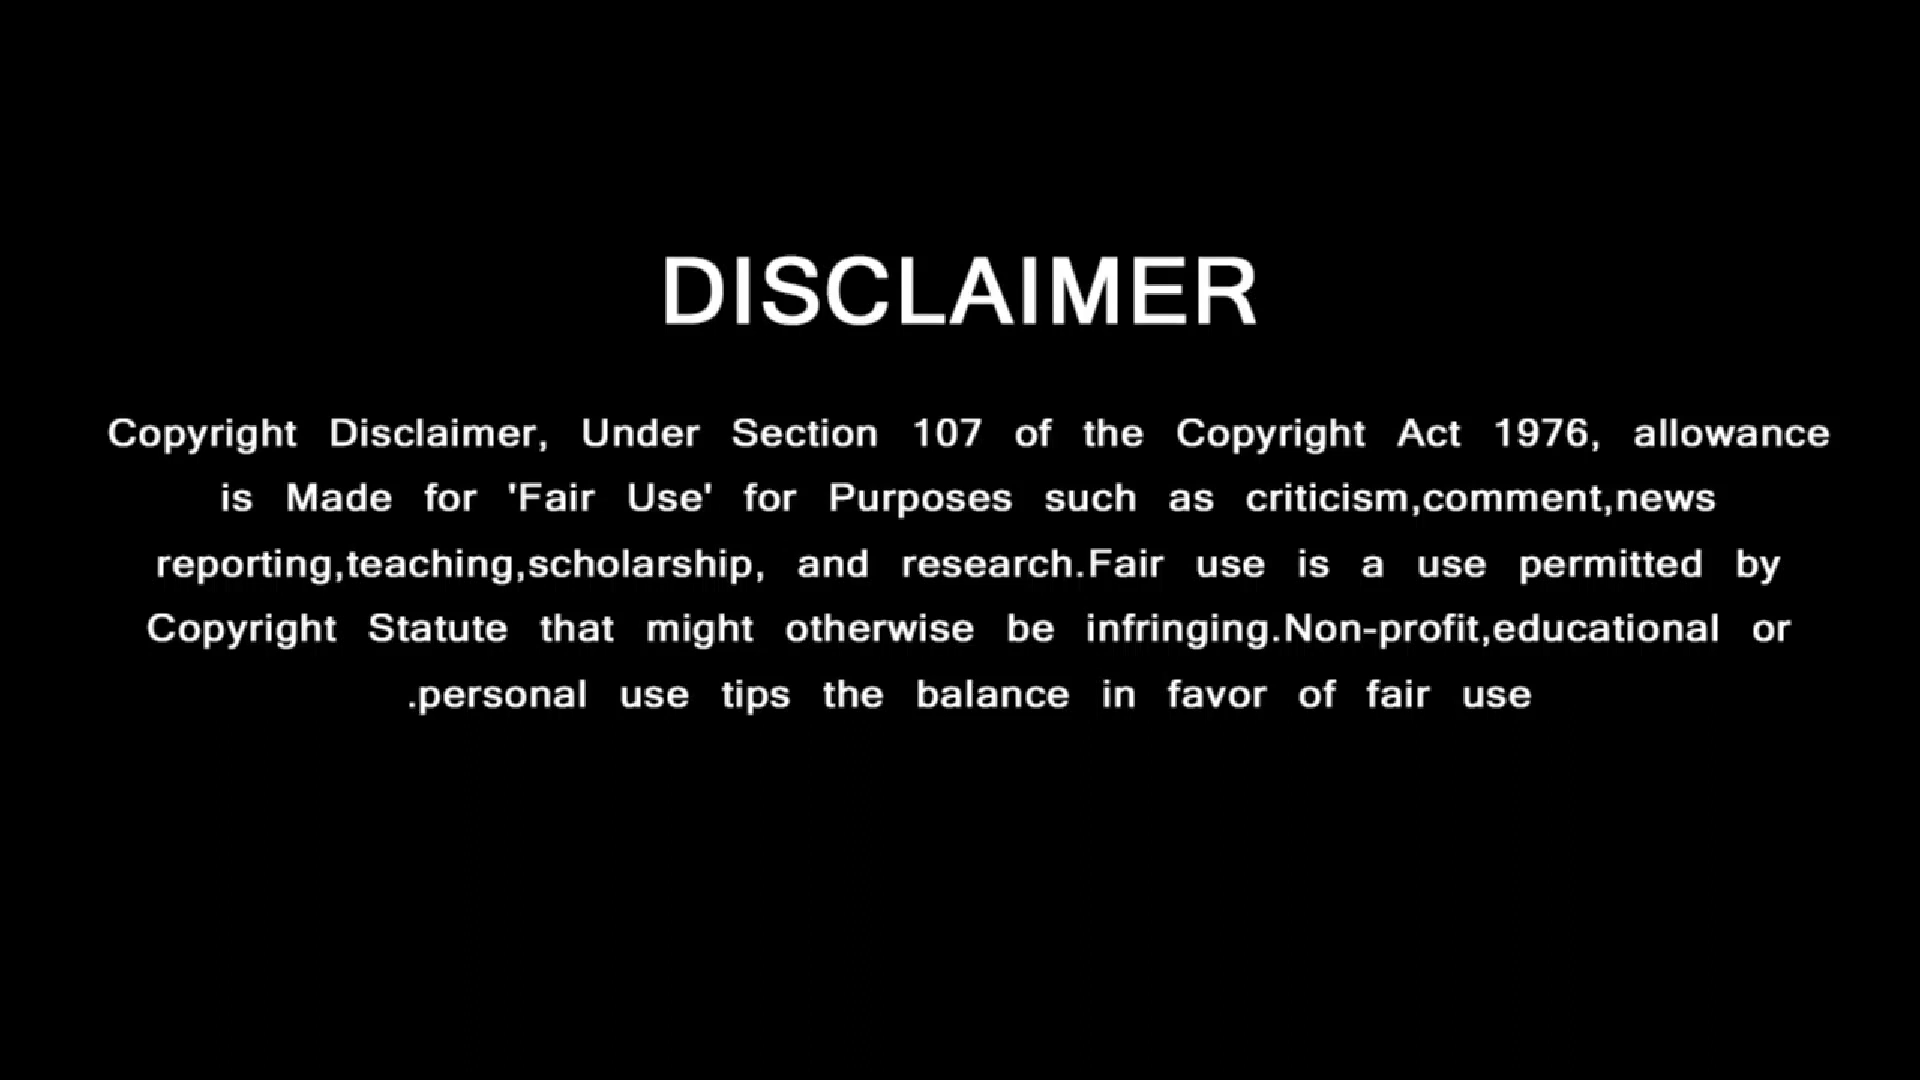 DISCLAIMER
Copyright Disclaimer, Under Section 107 of the Copyright Act 1976, allowance
is Made for 'Fair Use' for Purposes such as criticism,comment,news
reporting,teaching,scholarship, and research.Fair use is a use permitted by
Copyright Statute that might otherwise be infringing.Non-profit,educational or
.personal use tips the balance in favor of fair use